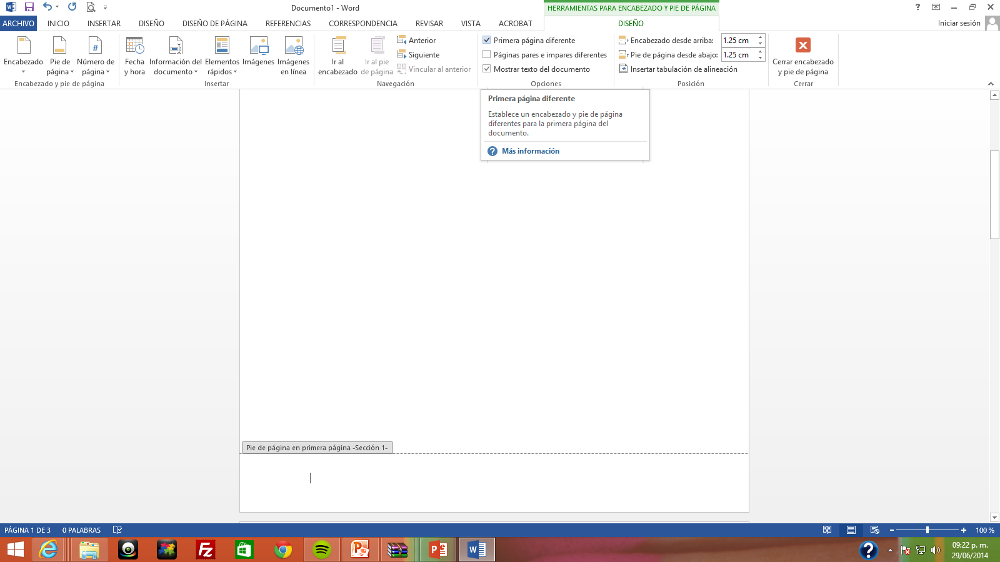 Documento1 - Word
HERRAMIENTAS PARA ENCABEZADO Y PIE DE PÁGINA
?
ARCHIVO INICIO INSERTAR DISEÑO DISEÑO DE PÁGINA REFERENCIAS CORRESPONDENCIA REVISAR VISTA ACROBAT DISEÑO Iniciar sesión
Encabezado
Pie de
página
#
Número de
página
Encabezado y pie de página
Fecha
y hora
Información del
documento
Elementos
rápidos
Imágenes
Imágenes
en línea
Insertar
Ir al
encabezado
Ir al pie
de página
Anterior
Siguiente
Vincular al anterior
Navegación
Primera página diferente
Páginas pares e impares diferentes
Mostrar texto del documento
Opciones
Encabezado desde arriba: 1.25 cm
Pie de página desde abajo: 1.25 cm
Insertar tabulación de alineación
Posición
Cerrar encabezado
y pie de página
Cerrar
Primera página diferente
Establece un encabezado y pie de página
diferentes para la primera página del
documento.
? Más información
Pie de página en primera página -Sección 1-
PÁGINA 1 DE 3 0 PALABRAS 100 %
09:22 p. m.
29/06/2014